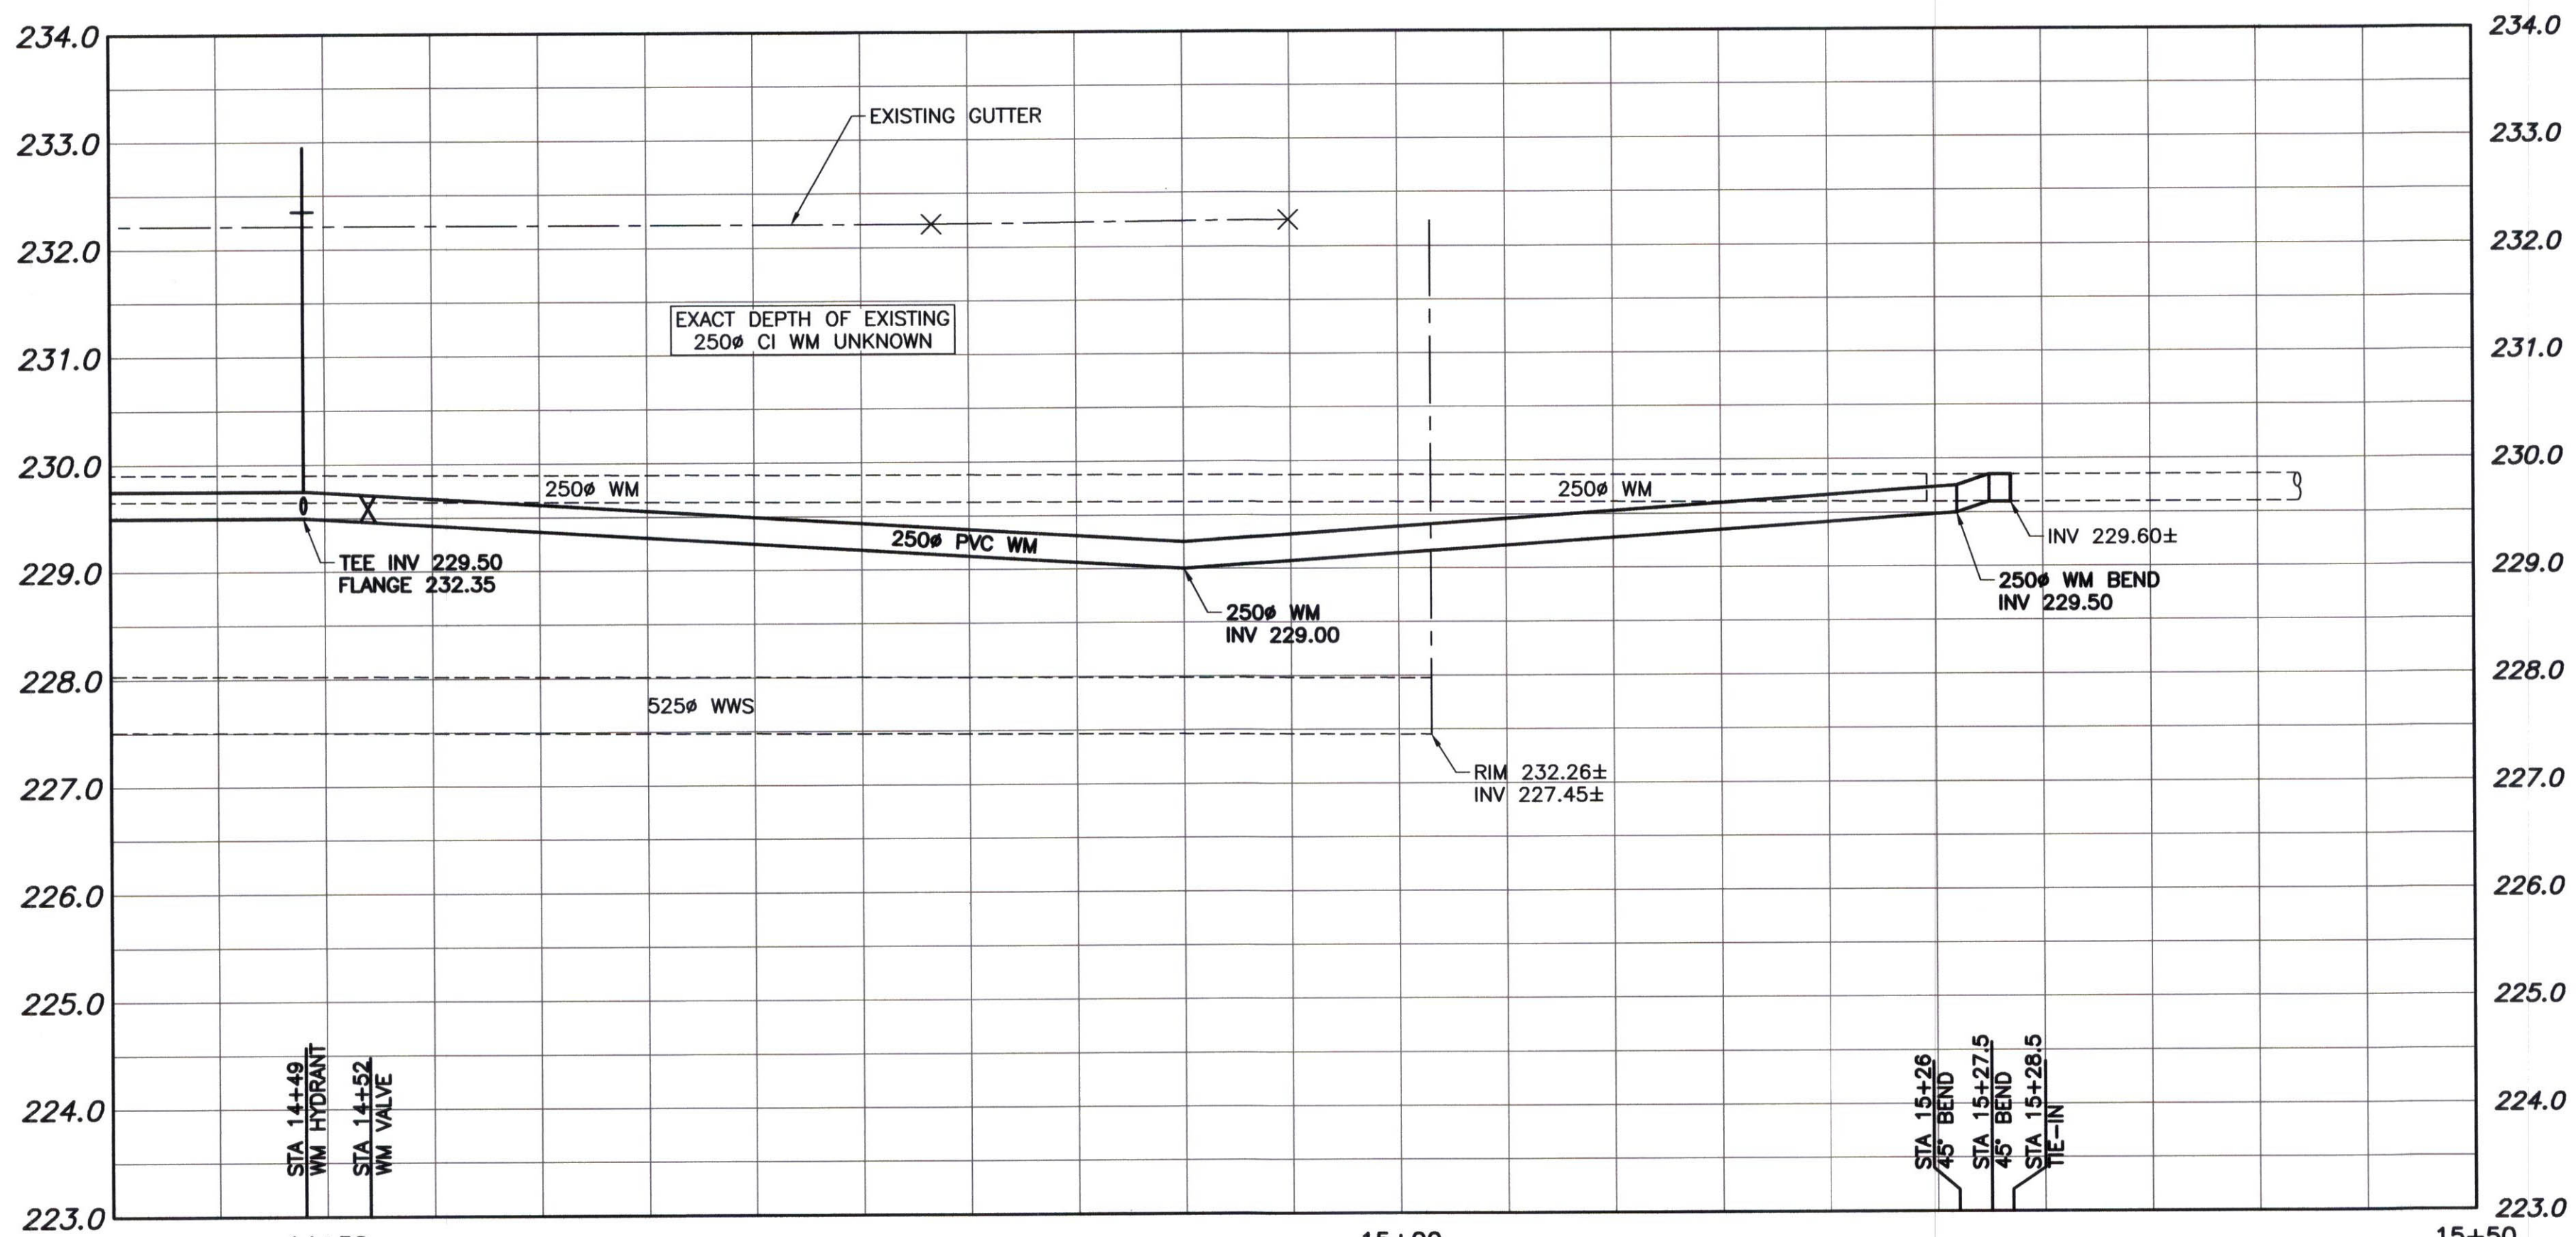 234.0
234.0
EXISTING GUTTER
233.0
233.0
232.0
232.0
EXACT DEPTH OF EXISTING
250ø CI WM UNKNOWN
231.0
231.0
230.0
230.0
250ø WM
250ø WM
250ø PVC WM
INV 229.60±
TEE INV 229.50
FLANGE 232.35
229.0
229.0
250ø WM BEND
INV 229.50
250ø WM
INV 229.00
228.0
228.0
525ø WWS
RIM 232.26±
INV 227.45±
227.0
227.0
226.0
226.0
225.0
225.0
STA 14+49
WM HYDRANT
STA 14+52
WM VALVE
STA 15+26
45° BEND
STA 15+27.5
45° BEND
STA 15+28.5
TIE-IN
224.0
224.0
223.0
223.0
15+00
15+50